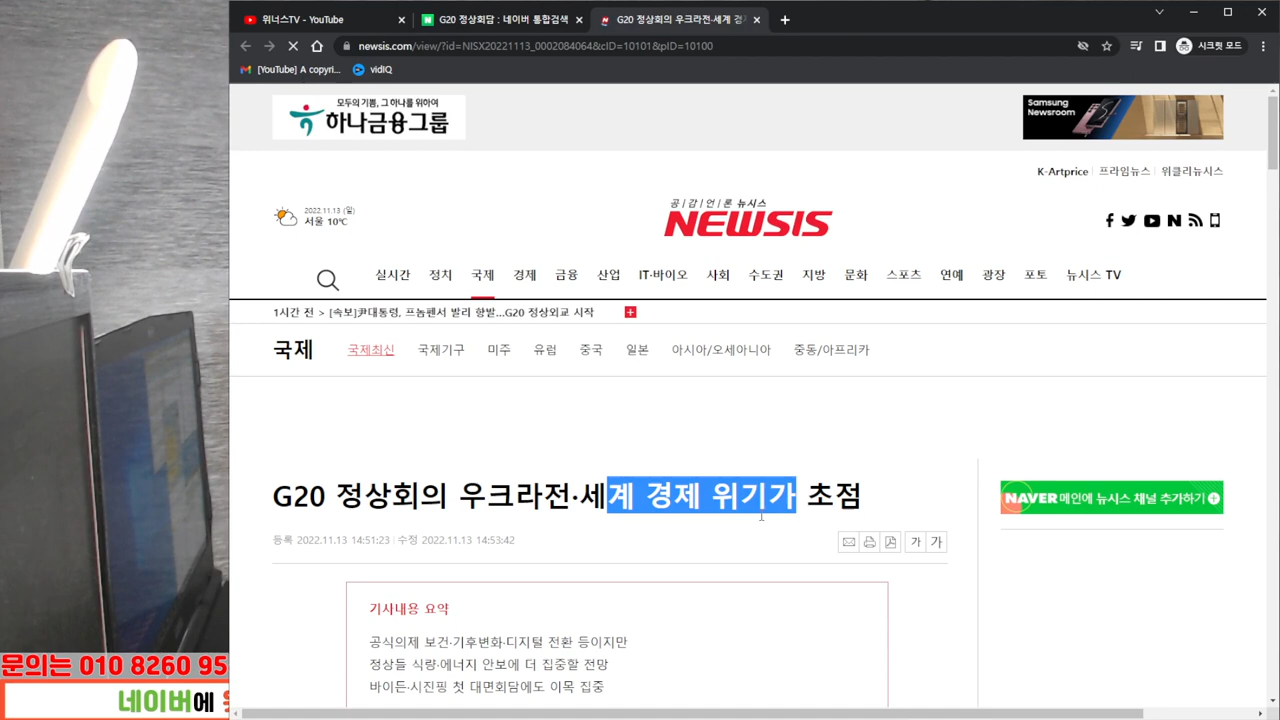 위너스TV - YouTube
G20 정상회담 : 네이버 통합검색
G20 정상회의 우크라전·세계 경제
newsis.com/view/?id=NISX20221113_0002084064&cID=10101&pID=10100
시크릿 모드
[YouTube] A copyri...
vidIQ
모두의 기쁨, 그 하나를 위하여
하나금융그룹
Samsung
Newsroom
K-Artprice
프라임뉴스
위클리뉴시스
2022.11.13 (일)
서울 10℃
공|감|언|론 뉴시스
NEWSIS
실시간 정치 국제 경제 금융 산업 IT·바이오 사회 수도권 지방 문화 스포츠 연예 광장 포토 뉴시스 TV
1시간 전 > [속보]尹대통령, 프놈펜서 발리 향발...G20 정상외교 시작
국제
국제최신 국제기구 미주 유럽 중국 일본 아시아/오세아니아 중동/아프리카
G20 정상회의 우크라전·세계 경제 위기가 초점
등록 2022.11.13 14:51:23 | 수정 2022.11.13 14:53:42
가 가
NAVER 메인에 뉴시스 채널 추가하기
기사내용 요약
공식의제 보건·기후변화·디지털 전환 등이지만
정상들 식량·에너지 안보에 더 집중할 전망
바이든·시진핑 첫 대면회담에도 이목 집중
문의는 010 8260 95
네이버에